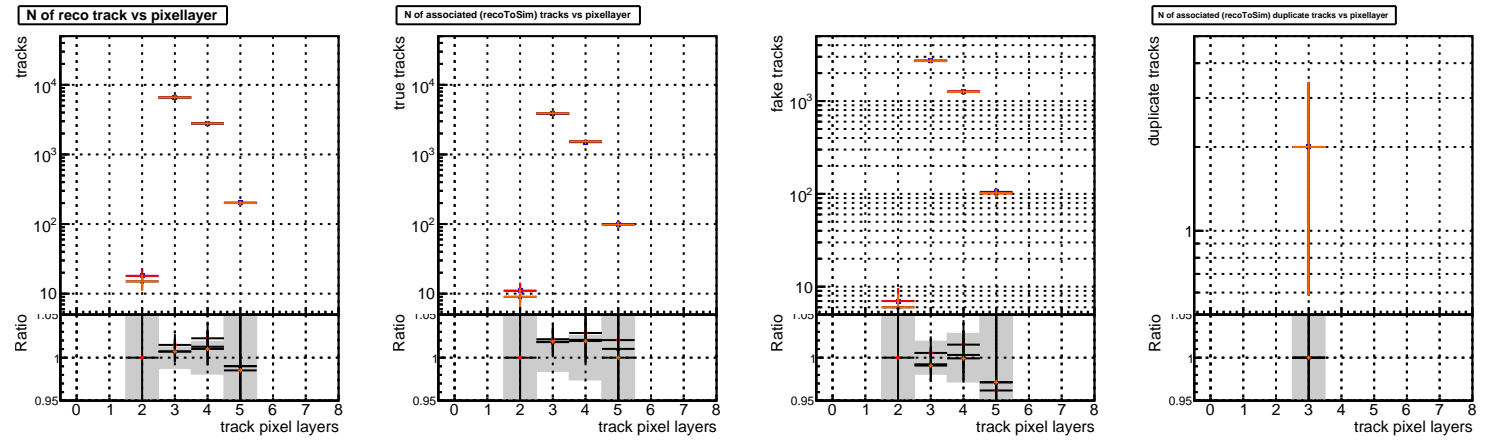 N of reco track vs pixellayer
tracks
10^4
10^3
10^2
10
Ratio
1.05
1
0.95
0 1 2 3 4 5 6 7 8
track pixel layers
N of associated (recoToSim) tracks vs pixellayer
true tracks
10^4
10^3
10^2
10
Ratio
1.05
1
0.95
0 1 2 3 4 5 6 7 8
track pixel layers
fake tracks
10^3
10^2
10
Ratio
1.05
1
0.95
0 1 2 3 4 5 6 7 8
track pixel layers
N of associated (recoToSim) duplicate tracks vs pixellayer
duplicate tracks
1
Ratio
1.05
1
0.95
0 1 2 3 4 5 6 7 8
track pixel layers